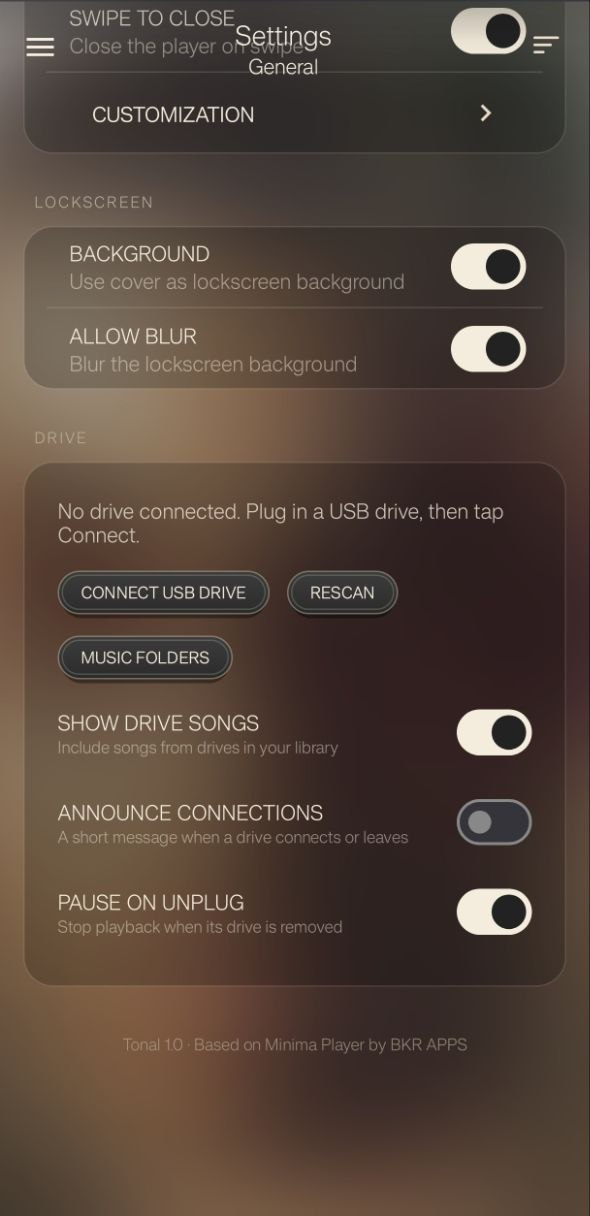 SWIPE TO CLOSE
Close the player on swipe
Settings
General
CUSTOMIZATION
LOCKSCREEN
BACKGROUND
Use cover as lockscreen background
ALLOW BLUR
Blur the lockscreen background
DRIVE
No drive connected. Plug in a USB drive, then tap
Connect.
CONNECT USB DRIVE
RESCAN
MUSIC FOLDERS
SHOW DRIVE SONGS
Include songs from drives in your library
ANNOUNCE CONNECTIONS
A short message when a drive connects or leaves
PAUSE ON UNPLUG
Stop playback when its drive is removed
Tonal 1.0 · Based on Minima Player by BKR APPS